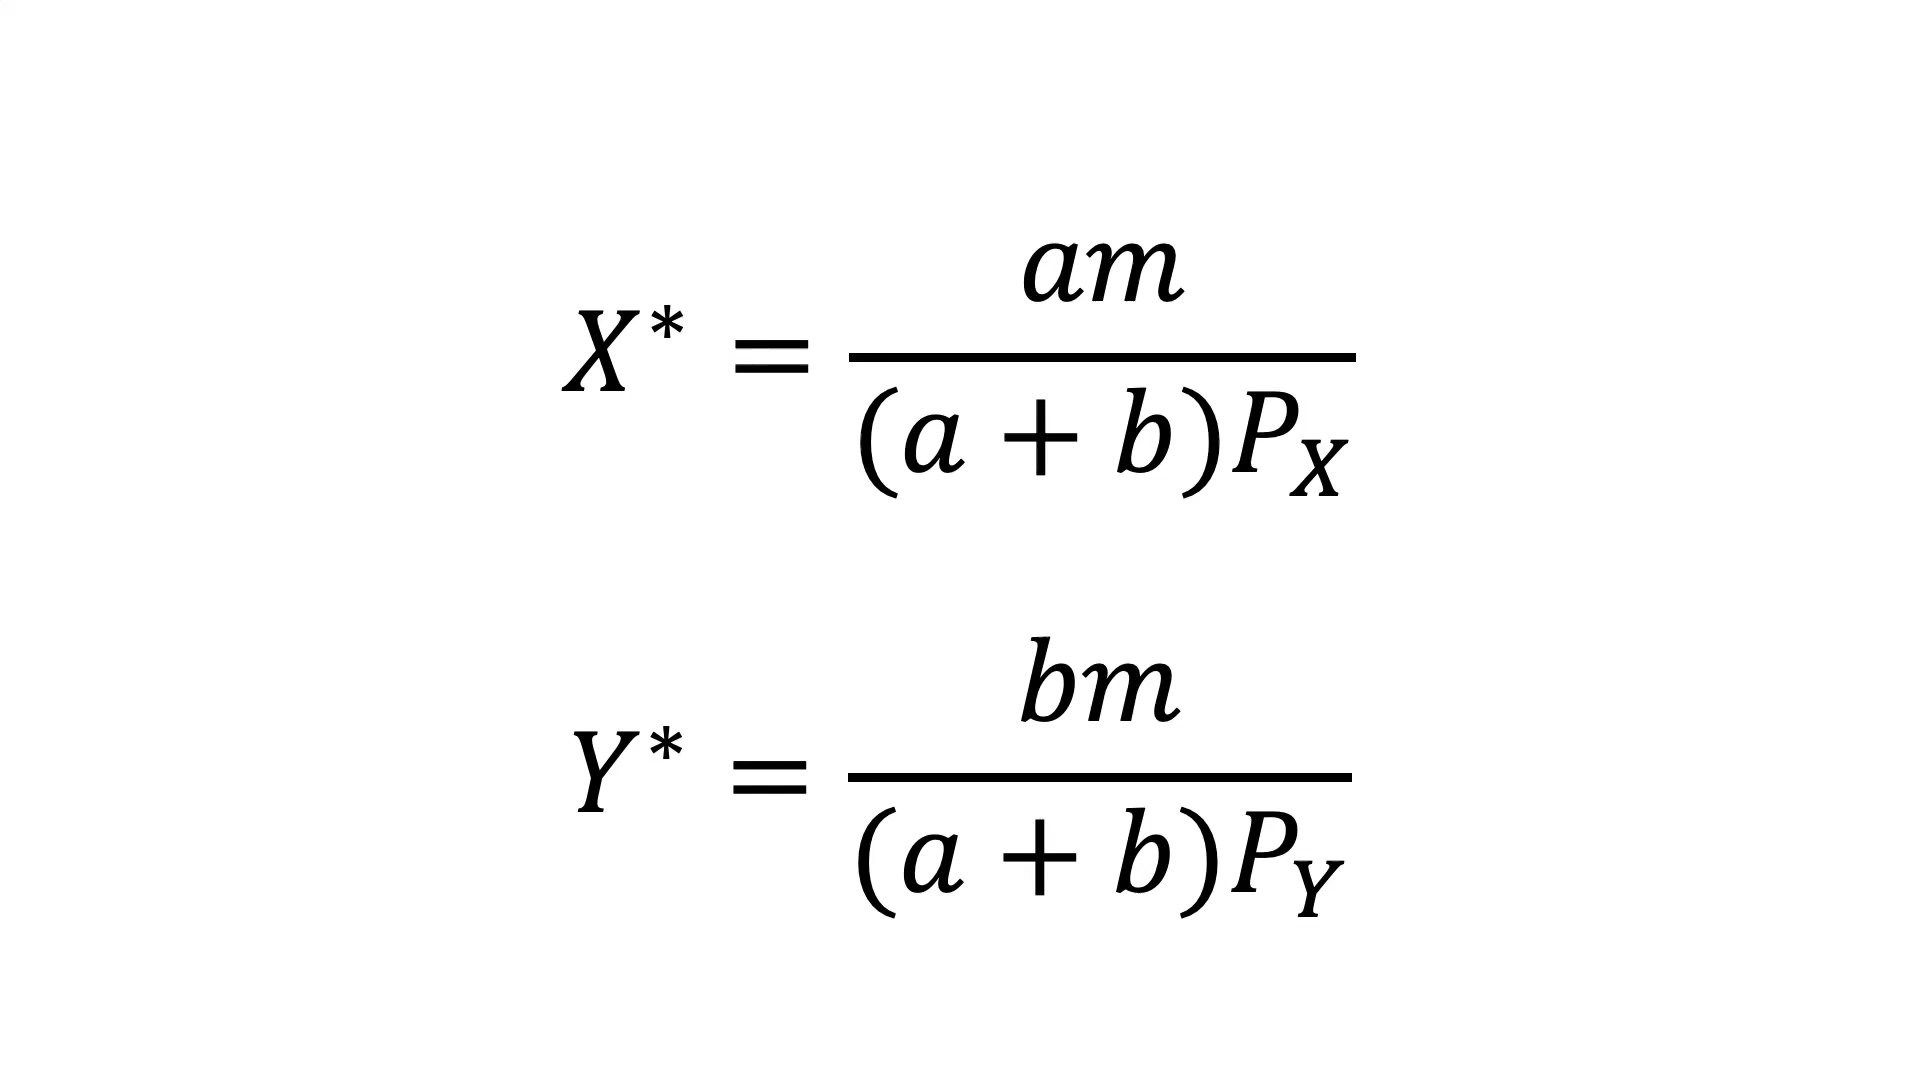 X* = am / (a + b)P_X
Y* = bm / (a + b)P_Y